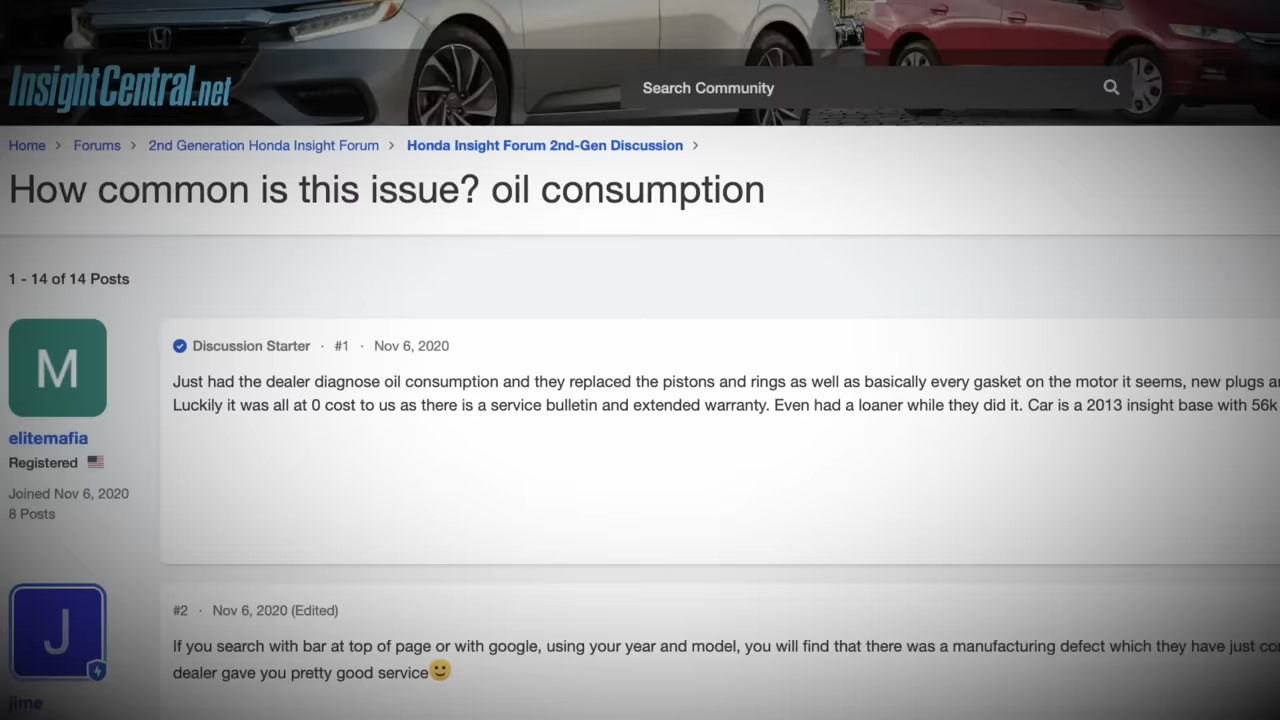 InsightCentral.net
Search Community
Home > Forums > 2nd Generation Honda Insight Forum > Honda Insight Forum 2nd-Gen Discussion >
How common is this issue? oil consumption
1 - 14 of 14 Posts
M
elitemafia
Registered
Joined Nov 6, 2020
8 Posts
Discussion Starter · #1 · Nov 6, 2020
Just had the dealer diagnose oil consumption and they replaced the pistons and rings as well as basically every gasket on the motor it seems, new plugs
Luckily it was all at 0 cost to us as there is a service bulletin and extended warranty. Even had a loaner while they did it. Car is a 2013 insight base with 56k
J
jime
#2 · Nov 6, 2020 (Edited)
If you search with bar at top of page or with google, using your year and model, you will find that there was a manufacturing defect which they have just
dealer gave you pretty good service🙂